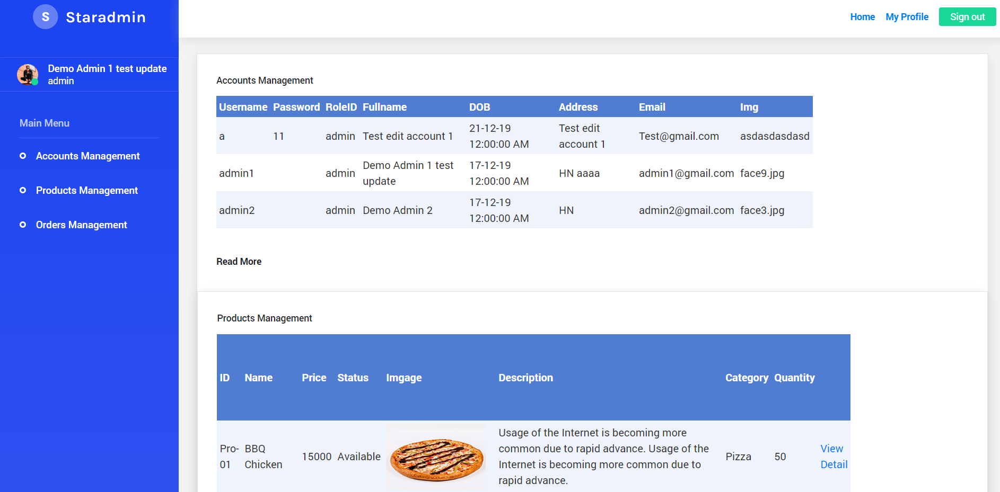 S Staradmin
Home My Profile Sign out
Demo Admin 1 test update
admin
Main Menu
Accounts Management
Products Management
Orders Management
Accounts Management
Username Password RoleID Fullname DOB Address Email Img
a 11 admin Test edit account 1 21-12-19 12:00:00 AM Test edit account 1 Test@gmail.com asdasdasdasd
admin1 admin Demo Admin 1 test update 17-12-19 12:00:00 AM HN aaaa admin1@gmail.com face9.jpg
admin2 admin Demo Admin 2 17-12-19 12:00:00 AM HN admin2@gmail.com face3.jpg
Read More
Products Management
ID Name Price Status Imgage Description Category Quantity
Pro-01 BBQ Chicken 15000 Available Usage of the Internet is becoming more common due to rapid advance. Usage of the Internet is becoming more common due to rapid advance. Pizza 50 View Detail